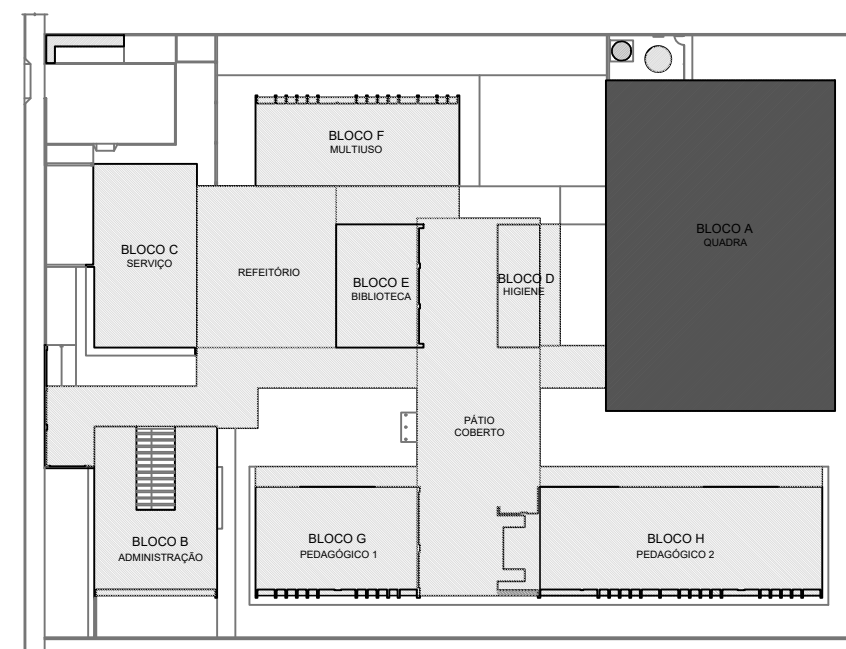 BLOCO F
MULTIUSO
BLOCO A
QUADRA
BLOCO C
SERVIÇO
REFEITÓRIO
BLOCO E
BIBLIOTECA
BLOCO D
HIGIENE
PÁTIO
COBERTO
BLOCO B
ADMINISTRAÇÃO
BLOCO G
PEDAGÓGICO 1
BLOCO H
PEDAGÓGICO 2